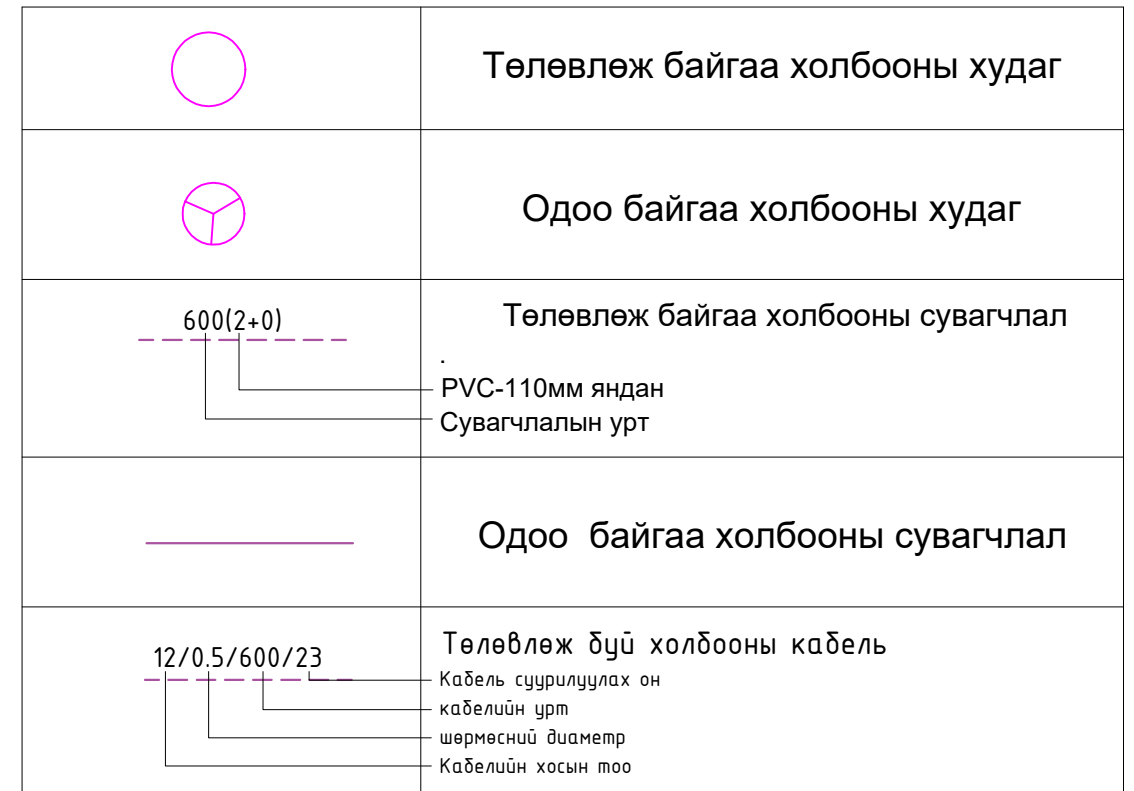 Төлөвлөж байгаа холбооны худаг
Одоо байгаа холбооны худаг
600(2+0)
Төлөвлөж байгаа холбооны сувагчлал
.
PVC-110мм яндан
Сувагчлалын урт
Одоо байгаа холбооны сувагчлал
12/0.5/600/23
Төлөвлөж буй холбооны кабель
Кабель суурилуулах он
кабелийн урт
шөрмөсний диаметр
Кабелийн хосын тоо